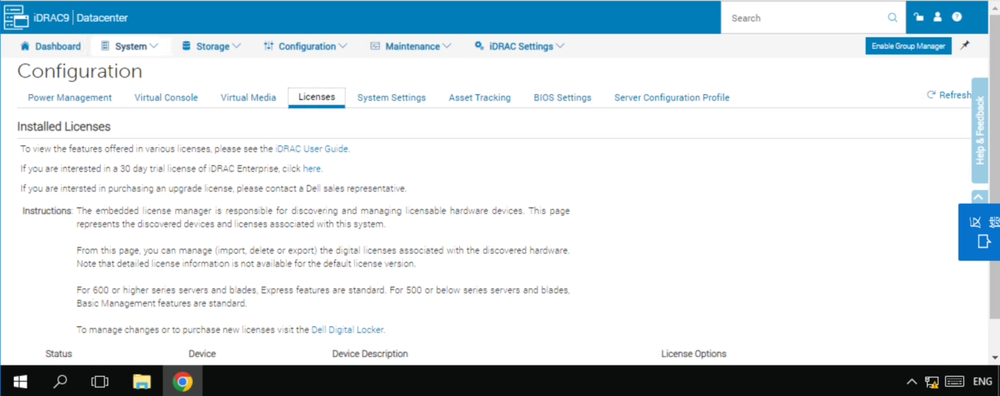 iDRAC9 | Datacenter
Search
Dashboard System Storage Configuration Maintenance iDRAC Settings Enable Group Manager
Configuration
Power Management Virtual Console Virtual Media Licenses System Settings Asset Tracking BIOS Settings Server Configuration Profile Refresh
Help & Feedback
Installed Licenses
To view the features offered in various licenses, please see the iDRAC User Guide.
If you are interested in a 30 day trial license of iDRAC Enterprise, cilck here.
If you are intersted in purchasing an upgrade license, please contact a Dell sales representative.
Instructions: The embedded license manager is responsible for discovering and managing licensable hardware devices. This page
represents the discovered devices and licenses associated with this system.
From this page, you can manage (import, delete or export) the digital licenses associated with the discovered hardware.
Note that detailed license information is not available for the default license version.
For 600 or higher series servers and blades, Express features are standard. For 500 or below series servers and blades,
Basic Management features are standard.
To manage changes or to purchase new licenses visit the Dell Digital Locker.
Status Device Device Description License Options
ENG